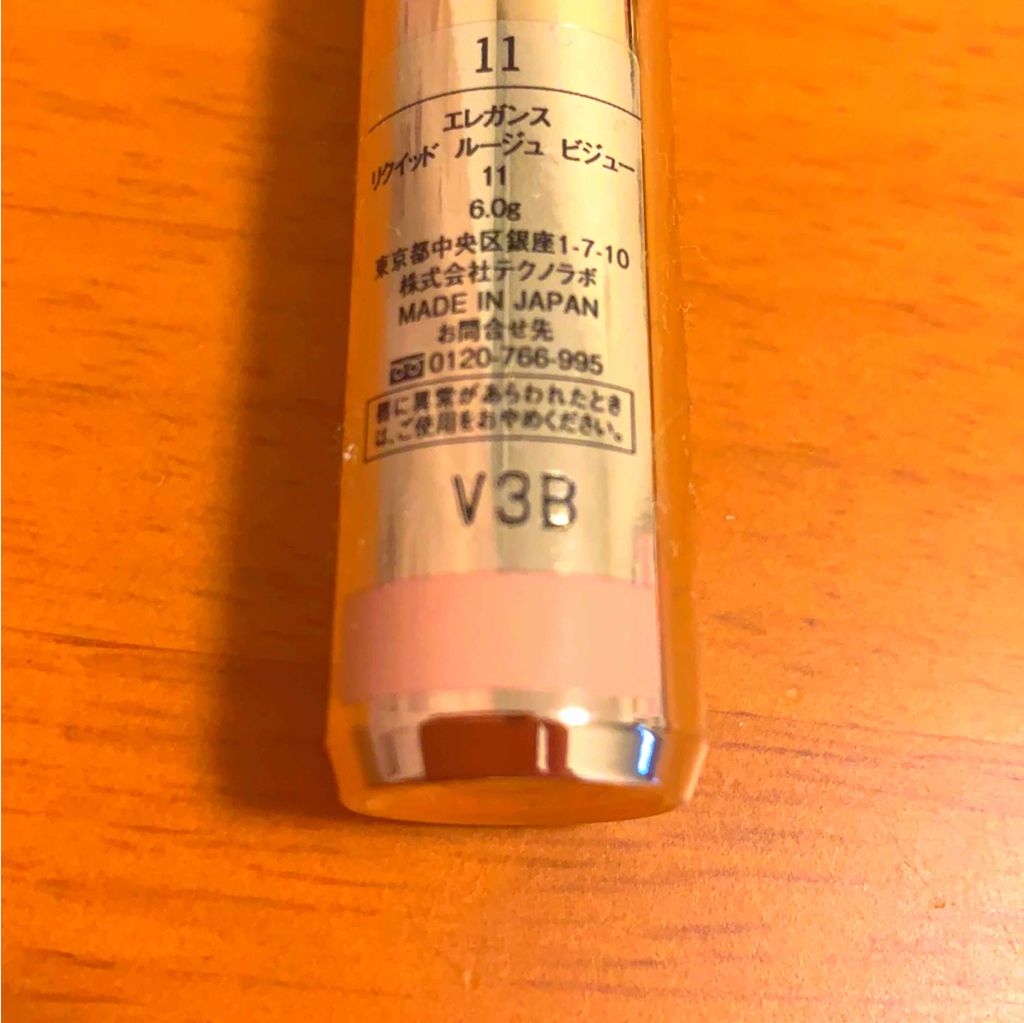 11
エレガンス
リクイッド ルージュ ビジュー
11
6.0g
東京都中央区銀座1-7-10
株式会社テクノラボ
MADE IN JAPAN
お問合せ先
0120-766-995
に異常があらわれたとき
は、ご使用をおやめください。
V3B